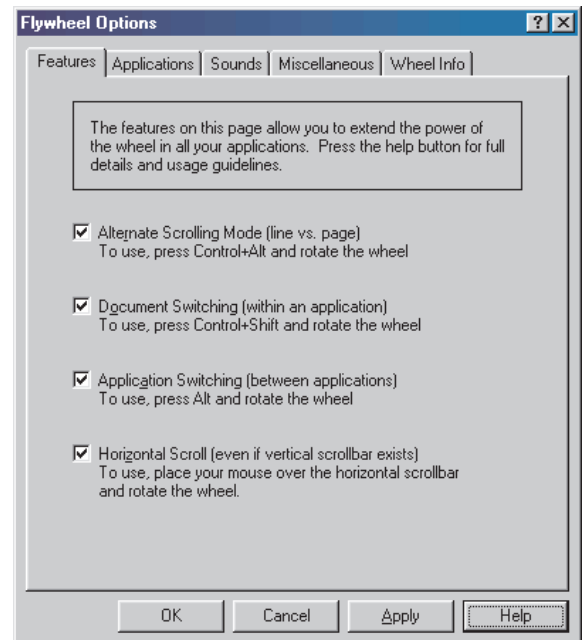 Flywheel Options
Features Applications Sounds Miscellaneous Wheel Info
The features on this page allow you to extend the power of
the wheel in all your applications. Press the help button for full
details and usage guidelines.
Alternate Scrolling Mode (line vs. page)
To use, press Control+Alt and rotate the wheel
Document Switching (within an application)
To use, press Control+Shift and rotate the wheel
Application Switching (between applications)
To use, press Alt and rotate the wheel
Horizontal Scroll (even if vertical scrollbar exists)
To use, place your mouse over the horizontal scrollbar
and rotate the wheel.
OK Cancel Apply Help